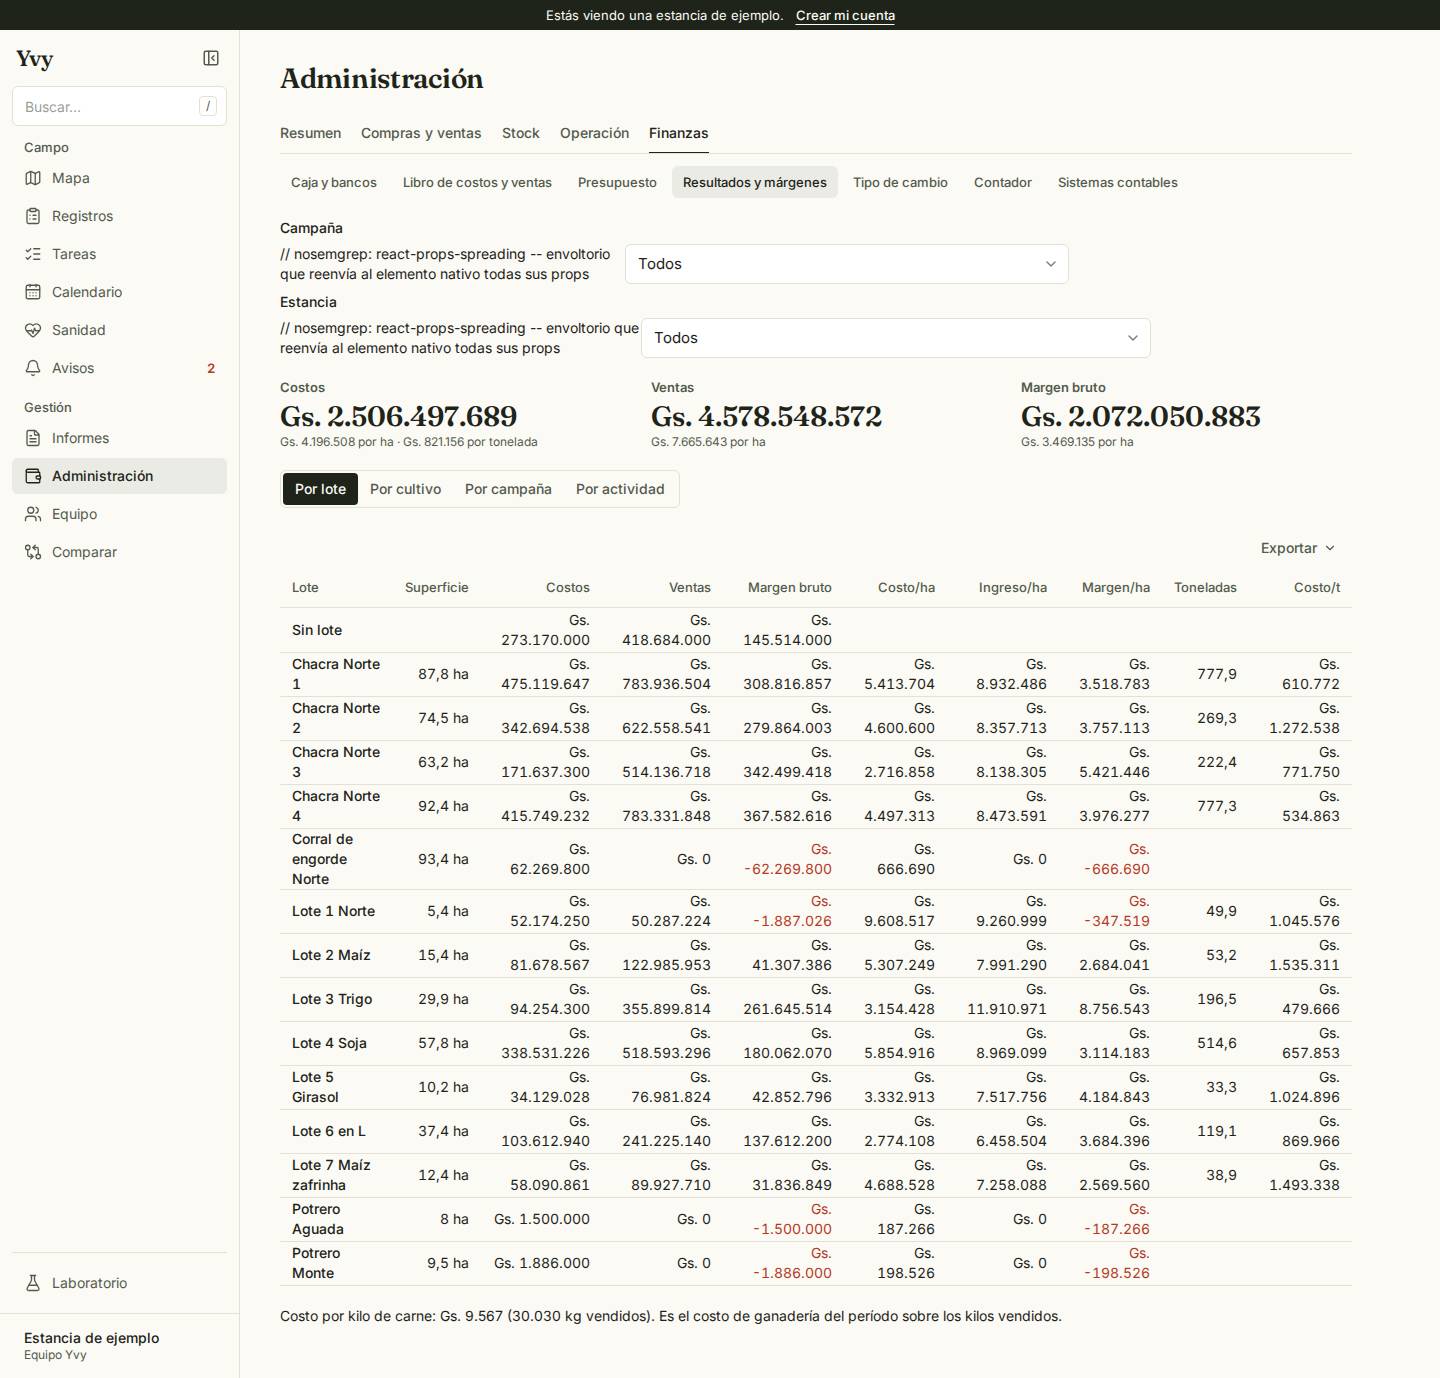 Estás viendo una estancia de ejemplo. Crear mi cuenta
Yvy
Buscar... /
Campo
Mapa
Registros
Tareas
Calendario
Sanidad
Avisos 2
Gestión
Informes
Administración
Equipo
Comparar
Laboratorio
Estancia de ejemplo
Equipo Yvy
Administración
Resumen Compras y ventas Stock Operación Finanzas
Caja y bancos Libro de costos y ventas Presupuesto Resultados y márgenes Tipo de cambio Contador Sistemas contables
Campaña
// nosemgrep: react-props-spreading -- envoltorio
que reenvía al elemento nativo todas sus props
Todos
Estancia
// nosemgrep: react-props-spreading -- envoltorio que
reenvía al elemento nativo todas sus props
Todos
Costos
Gs. 2.506.497.689
Gs. 4.196.508 por ha · Gs. 821.156 por tonelada
Ventas
Gs. 4.578.548.572
Gs. 7.665.643 por ha
Margen bruto
Gs. 2.072.050.883
Gs. 3.469.135 por ha
Por lote Por cultivo Por campaña Por actividad
Exportar
Lote Superficie Costos Ventas Margen bruto Costo/ha Ingreso/ha Margen/ha Toneladas Costo/t
Sin lote Gs. 273.170.000 Gs. 418.684.000 Gs. 145.514.000
Chacra Norte 1 87,8 ha Gs. 475.119.647 Gs. 783.936.504 Gs. 308.816.857 Gs. 5.413.704 Gs. 8.932.486 Gs. 3.518.783 777,9 Gs. 610.772
Chacra Norte 2 74,5 ha Gs. 342.694.538 Gs. 622.558.541 Gs. 279.864.003 Gs. 4.600.600 Gs. 8.357.713 Gs. 3.757.113 269,3 Gs. 1.272.538
Chacra Norte 3 63,2 ha Gs. 171.637.300 Gs. 514.136.718 Gs. 342.499.418 Gs. 2.716.858 Gs. 8.138.305 Gs. 5.421.446 222,4 Gs. 771.750
Chacra Norte 4 92,4 ha Gs. 415.749.232 Gs. 783.331.848 Gs. 367.582.616 Gs. 4.497.313 Gs. 8.473.591 Gs. 3.976.277 777,3 Gs. 534.863
Corral de engorde Norte 93,4 ha Gs. 62.269.800 Gs. 0 Gs. -62.269.800 Gs. 666.690 Gs. 0 Gs. -666.690
Lote 1 Norte 5,4 ha Gs. 52.174.250 Gs. 50.287.224 Gs. -1.887.026 Gs. 9.608.517 Gs. 9.260.999 Gs. -347.519 49,9 Gs. 1.045.576
Lote 2 Maíz 15,4 ha Gs. 81.678.567 Gs. 122.985.953 Gs. 41.307.386 Gs. 5.307.249 Gs. 7.991.290 Gs. 2.684.041 53,2 Gs. 1.535.311
Lote 3 Trigo 29,9 ha Gs. 94.254.300 Gs. 355.899.814 Gs. 261.645.514 Gs. 3.154.428 Gs. 11.910.971 Gs. 8.756.543 196,5 Gs. 479.666
Lote 4 Soja 57,8 ha Gs. 338.531.226 Gs. 518.593.296 Gs. 180.062.070 Gs. 5.854.916 Gs. 8.969.099 Gs. 3.114.183 514,6 Gs. 657.853
Lote 5 Girasol 10,2 ha Gs. 34.129.028 Gs. 76.981.824 Gs. 42.852.796 Gs. 3.332.913 Gs. 7.517.756 Gs. 4.184.843 33,3 Gs. 1.024.896
Lote 6 en L 37,4 ha Gs. 103.612.940 Gs. 241.225.140 Gs. 137.612.200 Gs. 2.774.108 Gs. 6.458.504 Gs. 3.684.396 119,1 Gs. 869.966
Lote 7 Maíz zafrinha 12,4 ha Gs. 58.090.861 Gs. 89.927.710 Gs. 31.836.849 Gs. 4.688.528 Gs. 7.258.088 Gs. 2.569.560 38,9 Gs. 1.493.338
Potrero Aguada 8 ha Gs. 1.500.000 Gs. 0 Gs. -1.500.000 Gs. 187.266 Gs. 0 Gs. -187.266
Potrero Monte 9,5 ha Gs. 1.886.000 Gs. 0 Gs. -1.886.000 Gs. 198.526 Gs. 0 Gs. -198.526
Costo por kilo de carne: Gs. 9.567 (30.030 kg vendidos). Es el costo de ganadería del período sobre los kilos vendidos.